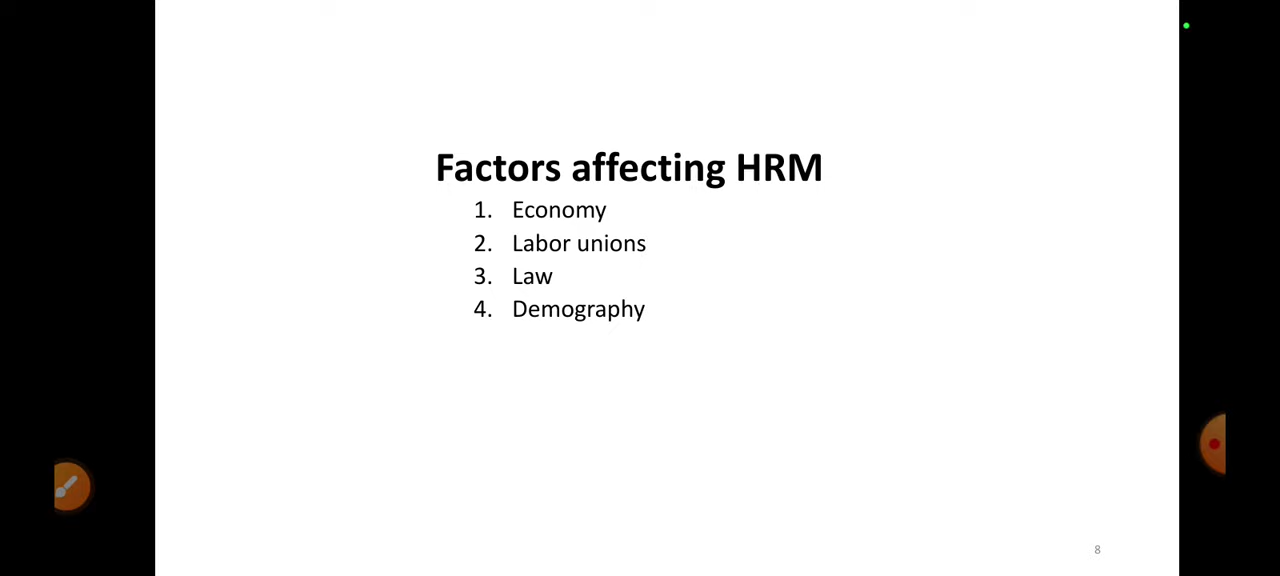 Factors affecting HRM
1. Economy
2. Labor unions
3. Law
4. Demography
8